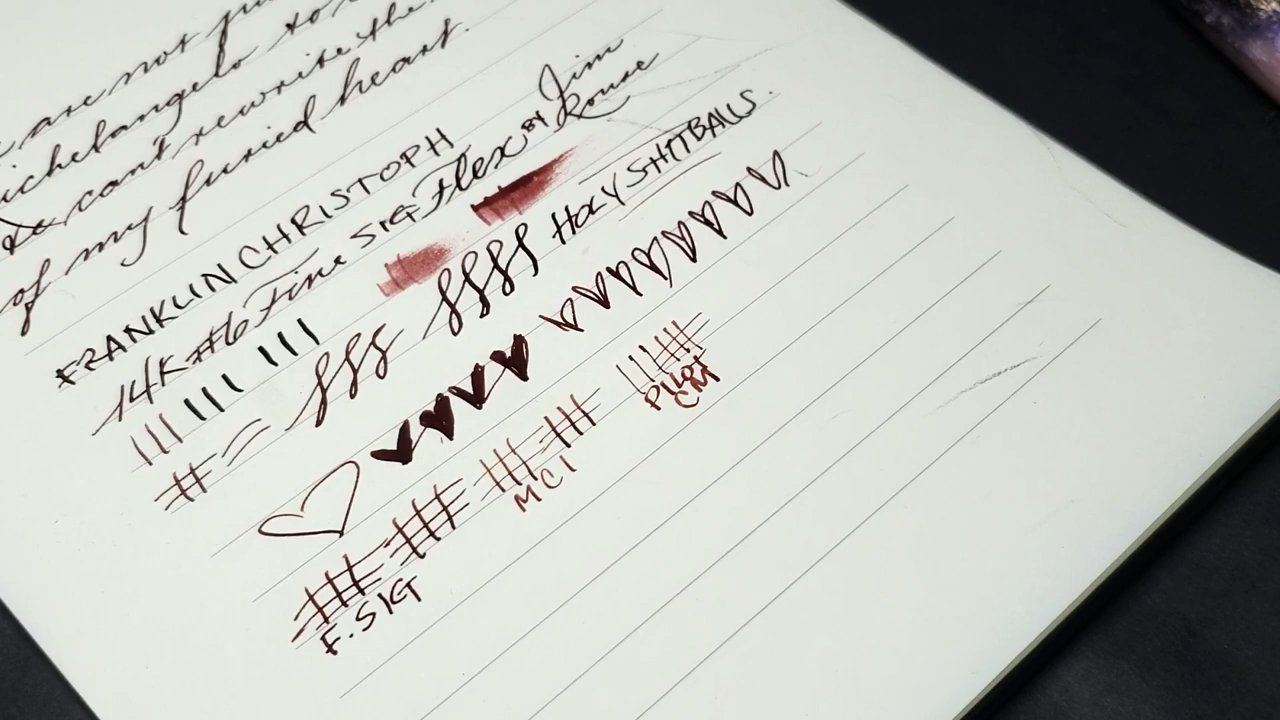 are not
ichelangelo to
can't rewrite the
of my furied heart.
FRANKLIN CHRISTOPH
14K #6 Fine SIG Flex BY Jim Rouse
HOLY SHITBALLS.
PILOT
CM
MCI
F. SIG